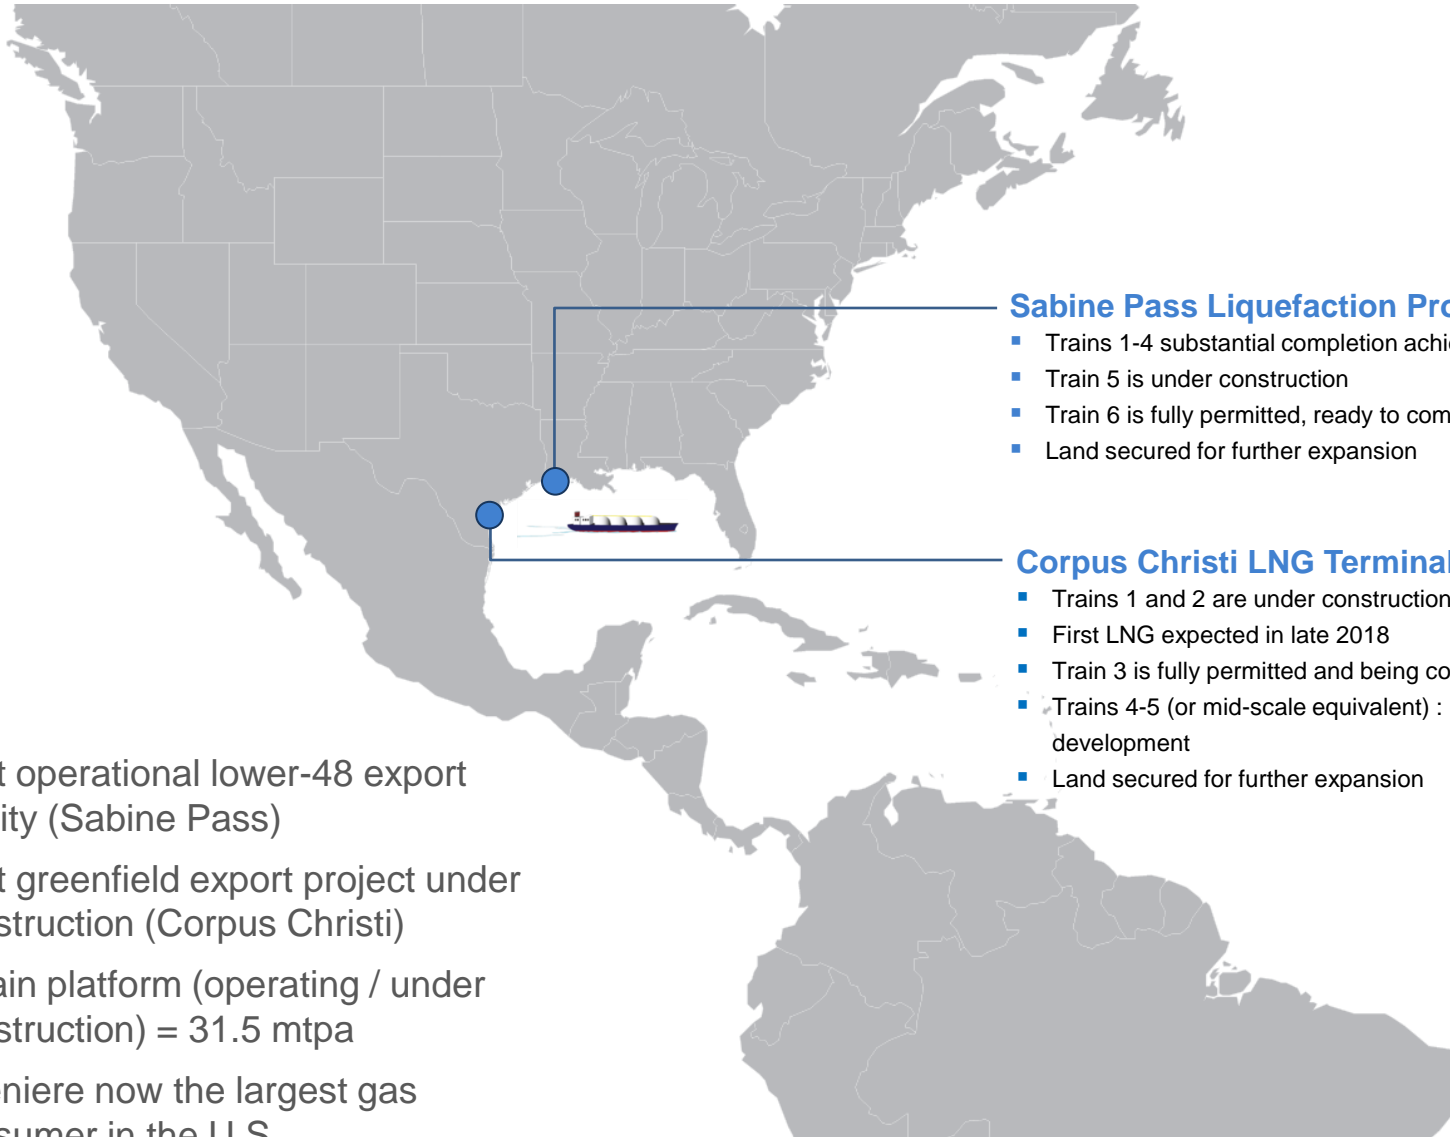 Sabine Pass Liquefaction Pro
Trains 1-4 substantial completion achi
Train 5 is under construction
Train 6 is fully permitted, ready to com
Land secured for further expansion
Corpus Christi LNG Terminal
Trains 1 and 2 are under construction
First LNG expected in late 2018
Train 3 is fully permitted and being co
Trains 4-5 (or mid-scale equivalent) :
development
Land secured for further expansion
t operational lower-48 export
ity (Sabine Pass)
t greenfield export project under
struction (Corpus Christi)
ain platform (operating / under
struction) = 31.5 mtpa
eniere now the largest gas
sumer in the U.S.